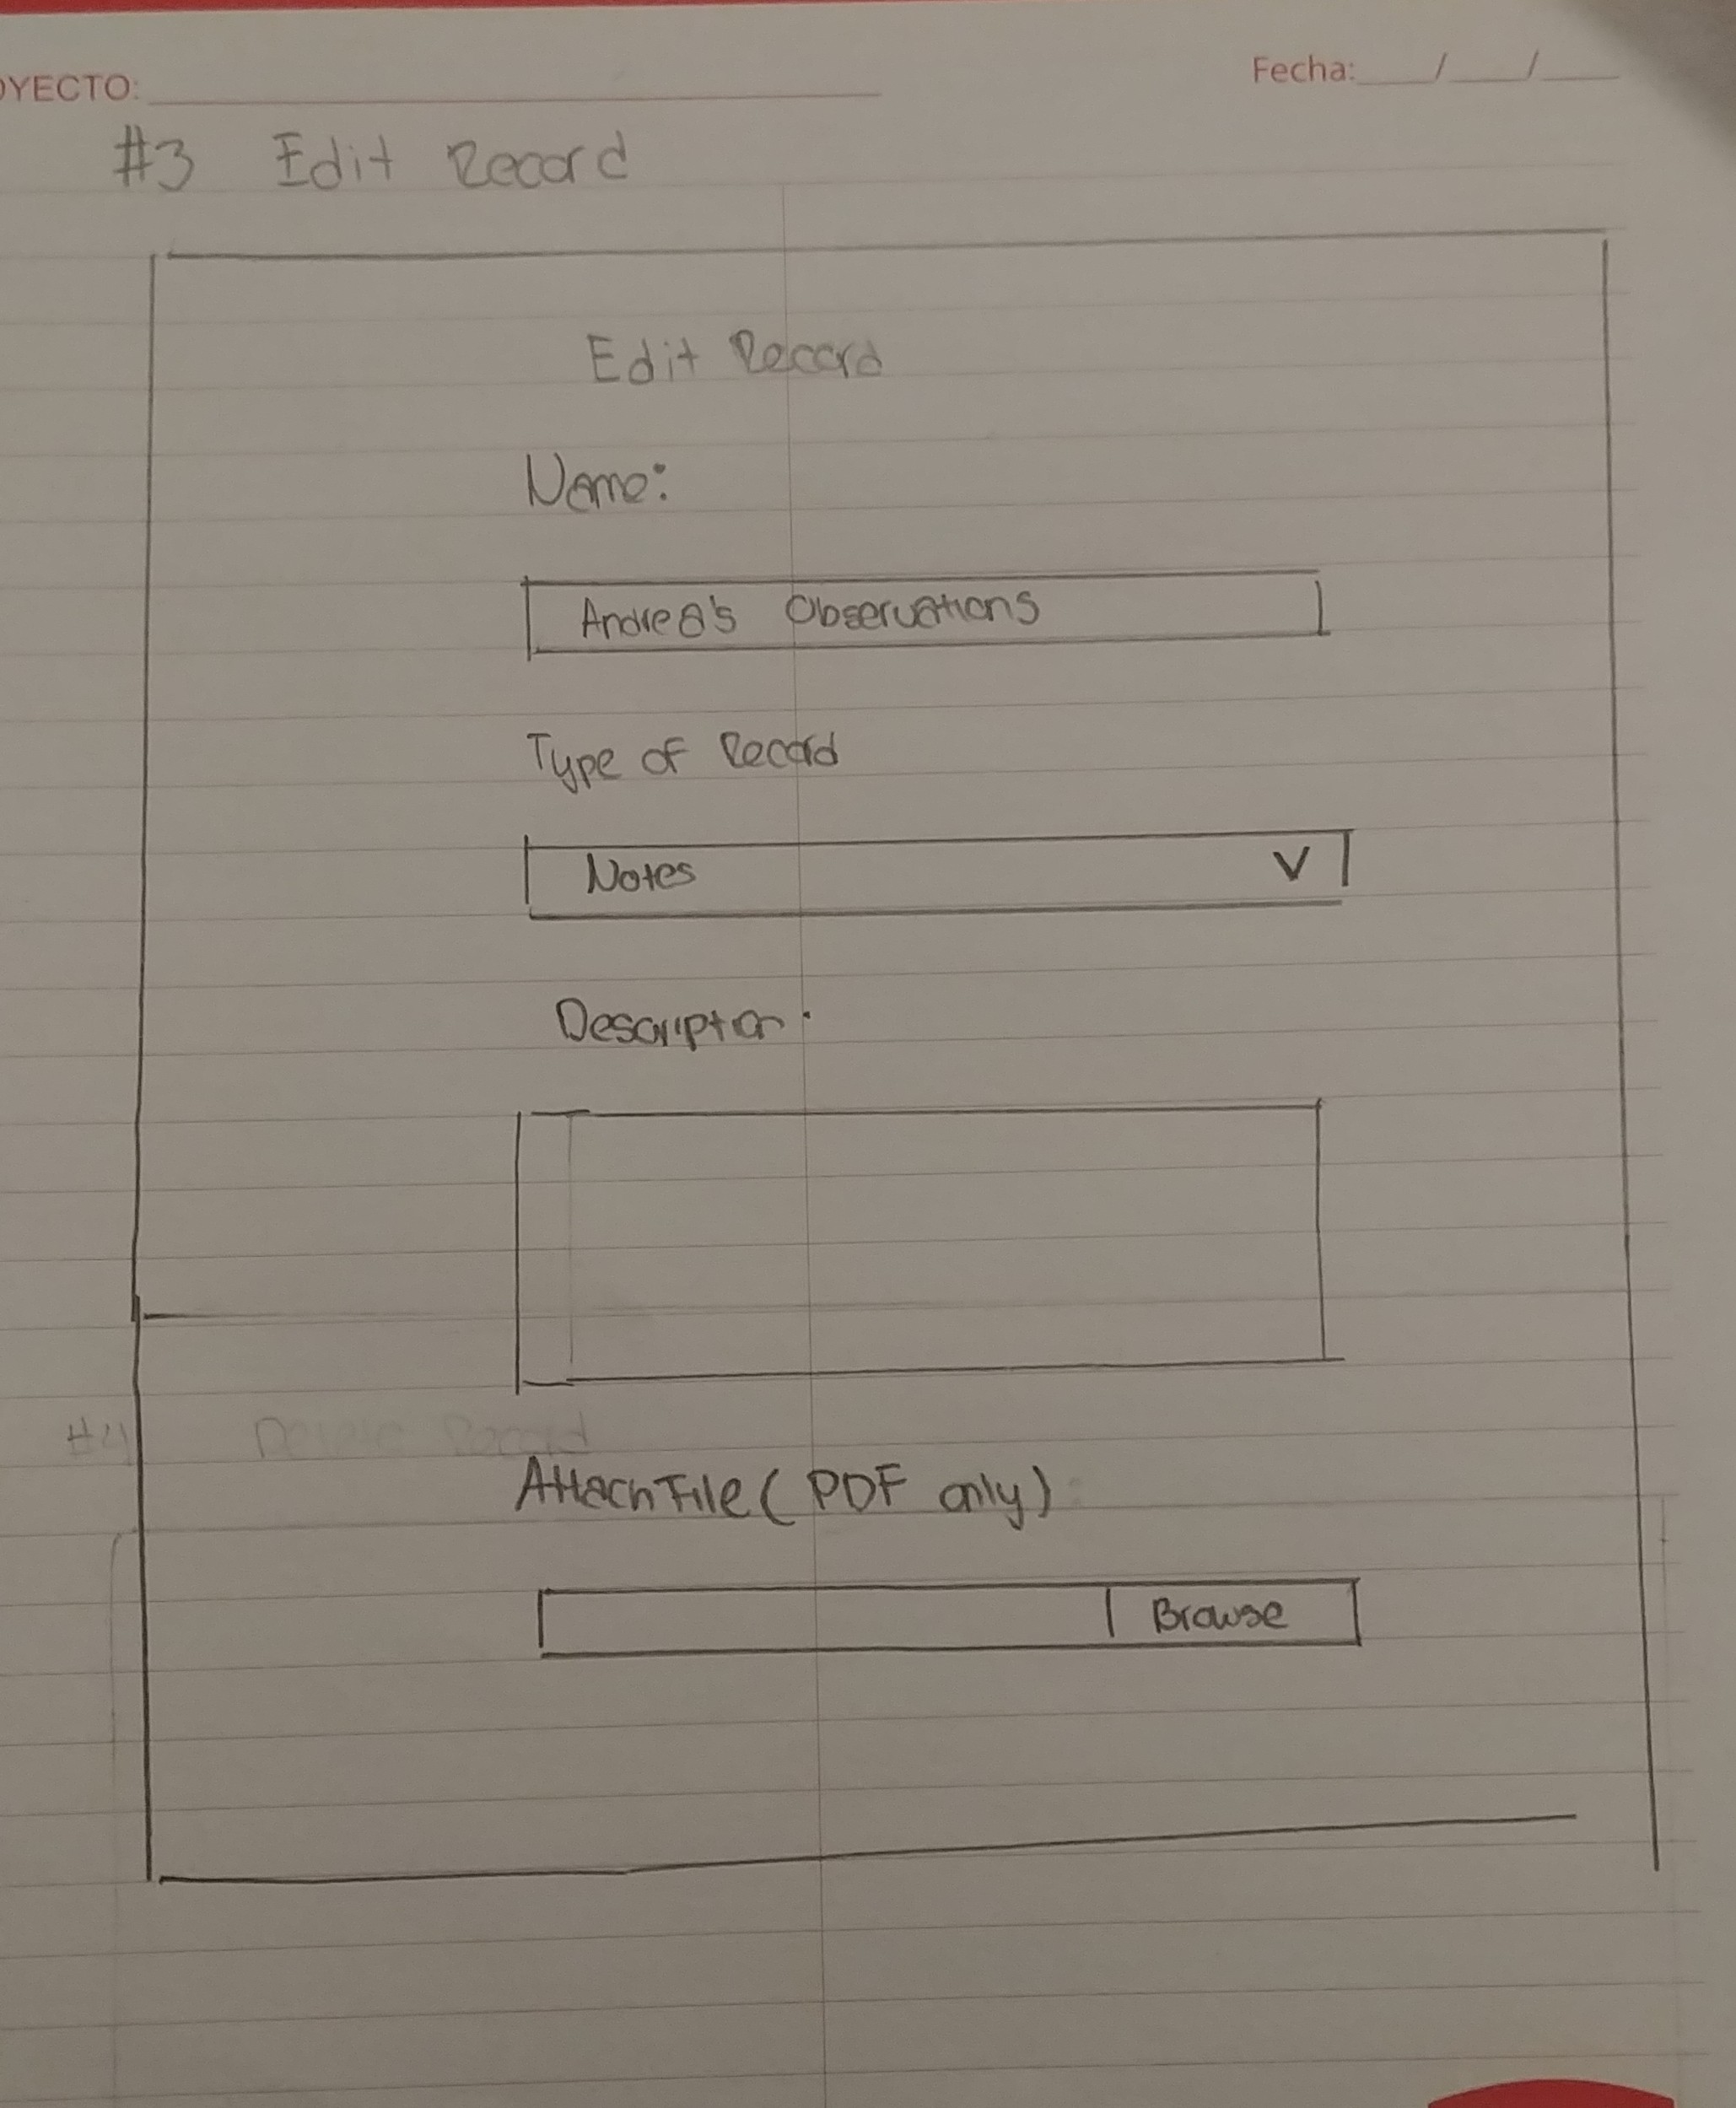 OYECTO: Fecha: / /
#3 Edit Record
Edit Record
Name:
Andrea's Observations
Type of Record
Notes V
Description:
#4 Delete Record
Attach File (PDF only)
Browse